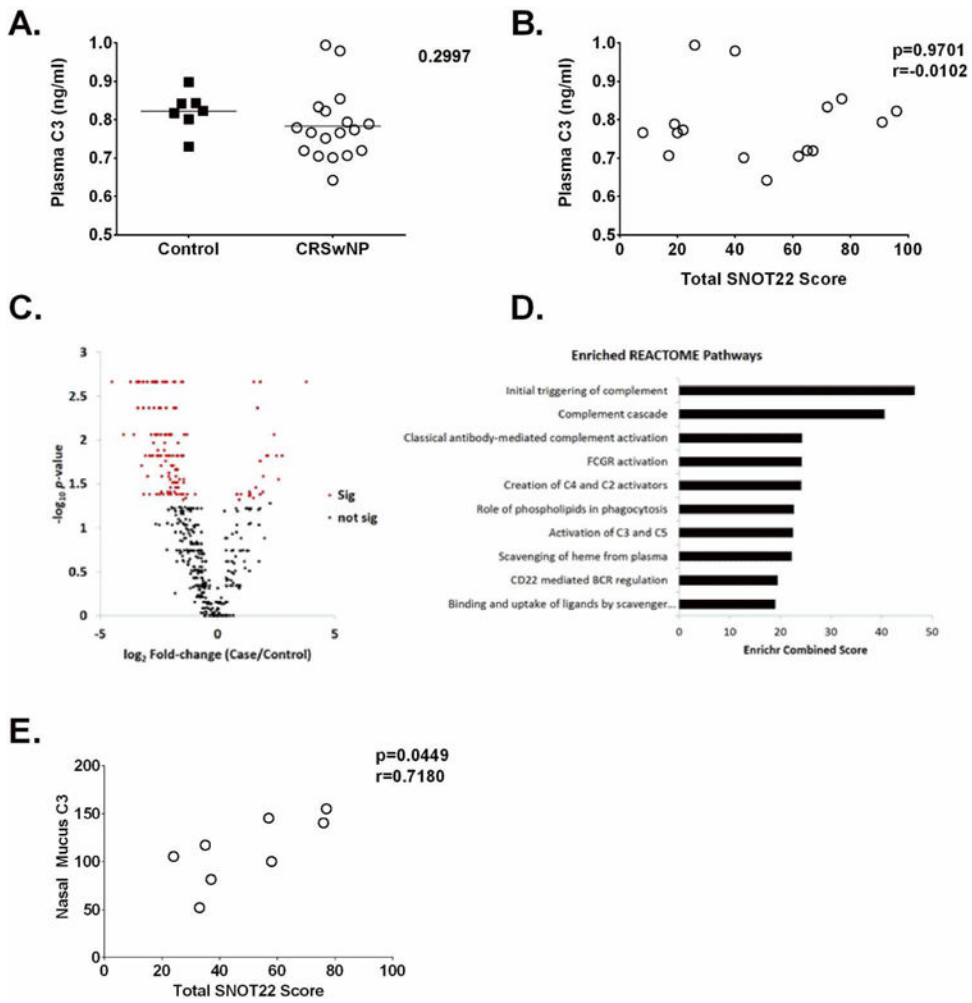 A.
Plasma C3 (ng/ml)
1.0
0.9
0.8
0.7
0.6
0.5
Control
CRSwNP
0.2997
B.
Plasma C3 (ng/ml)
1.0
0.9
0.8
0.7
0.6
0.5
0 20 40 60 80 100
Total SNOT22 Score
p=0.9701
r=-0.0102
C.
-log10 p-value
3
2.5
2
1.5
1
0.5
0
-5 0 5
log2 Fold-change (Case/Control)
Sig
not sig
D.
Enriched REACTOME Pathways
Initial triggering of complement
Complement cascade
Classical antibody-mediated complement activation
FCGR activation
Creation of C4 and C2 activators
Role of phospholipids in phagocytosis
Activation of C3 and C5
Scavenging of heme from plasma
CD22 mediated BCR regulation
Binding and uptake of ligands by scavenger...
0 10 20 30 40 50
Enrichr Combined Score
E.
p=0.0449
r=0.7180
Nasal Mucus C3
200
150
100
50
0
0 20 40 60 80 100
Total SNOT22 Score